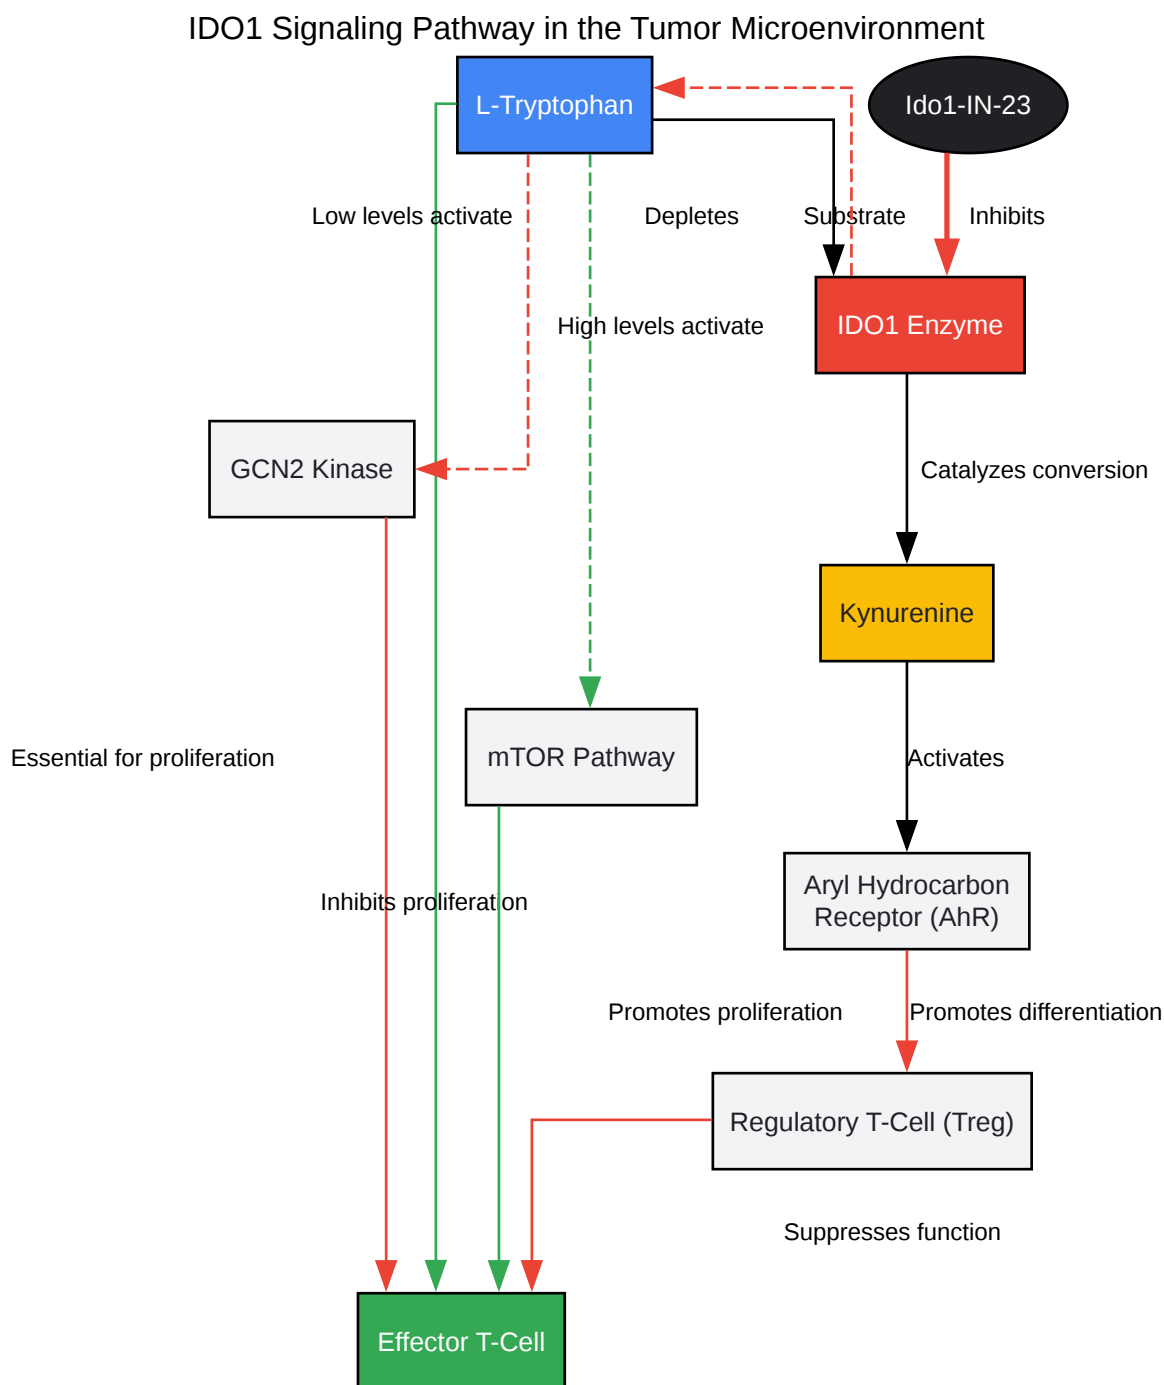 IDO1 Signaling Pathway in the Tumor Microenvironment
L-Tryptophan
Ido1-IN-23
Low levels activate
Depletes
Substrate
Inhibits
High levels activate
IDO1 Enzyme
GCN2 Kinase
Catalyzes conversion
Kynurenine
Essential for proliferation
mTOR Pathway
Activates
Aryl Hydrocarbon
Receptor (AhR)
Inhibits proliferation
Promotes proliferation
Promotes differentiation
Regulatory T-Cell (Treg)
Suppresses function
Effector T-Cell